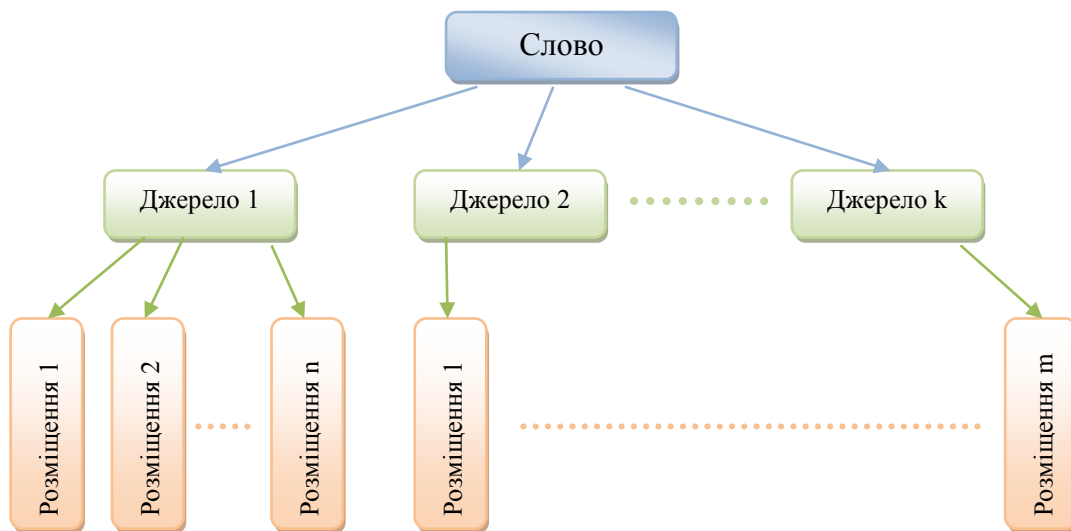 Слово
Джерело 1
Джерело 2
Джерело k
Розміщення 1
Розміщення 2
Розміщення n
Розміщення 1
Розміщення m